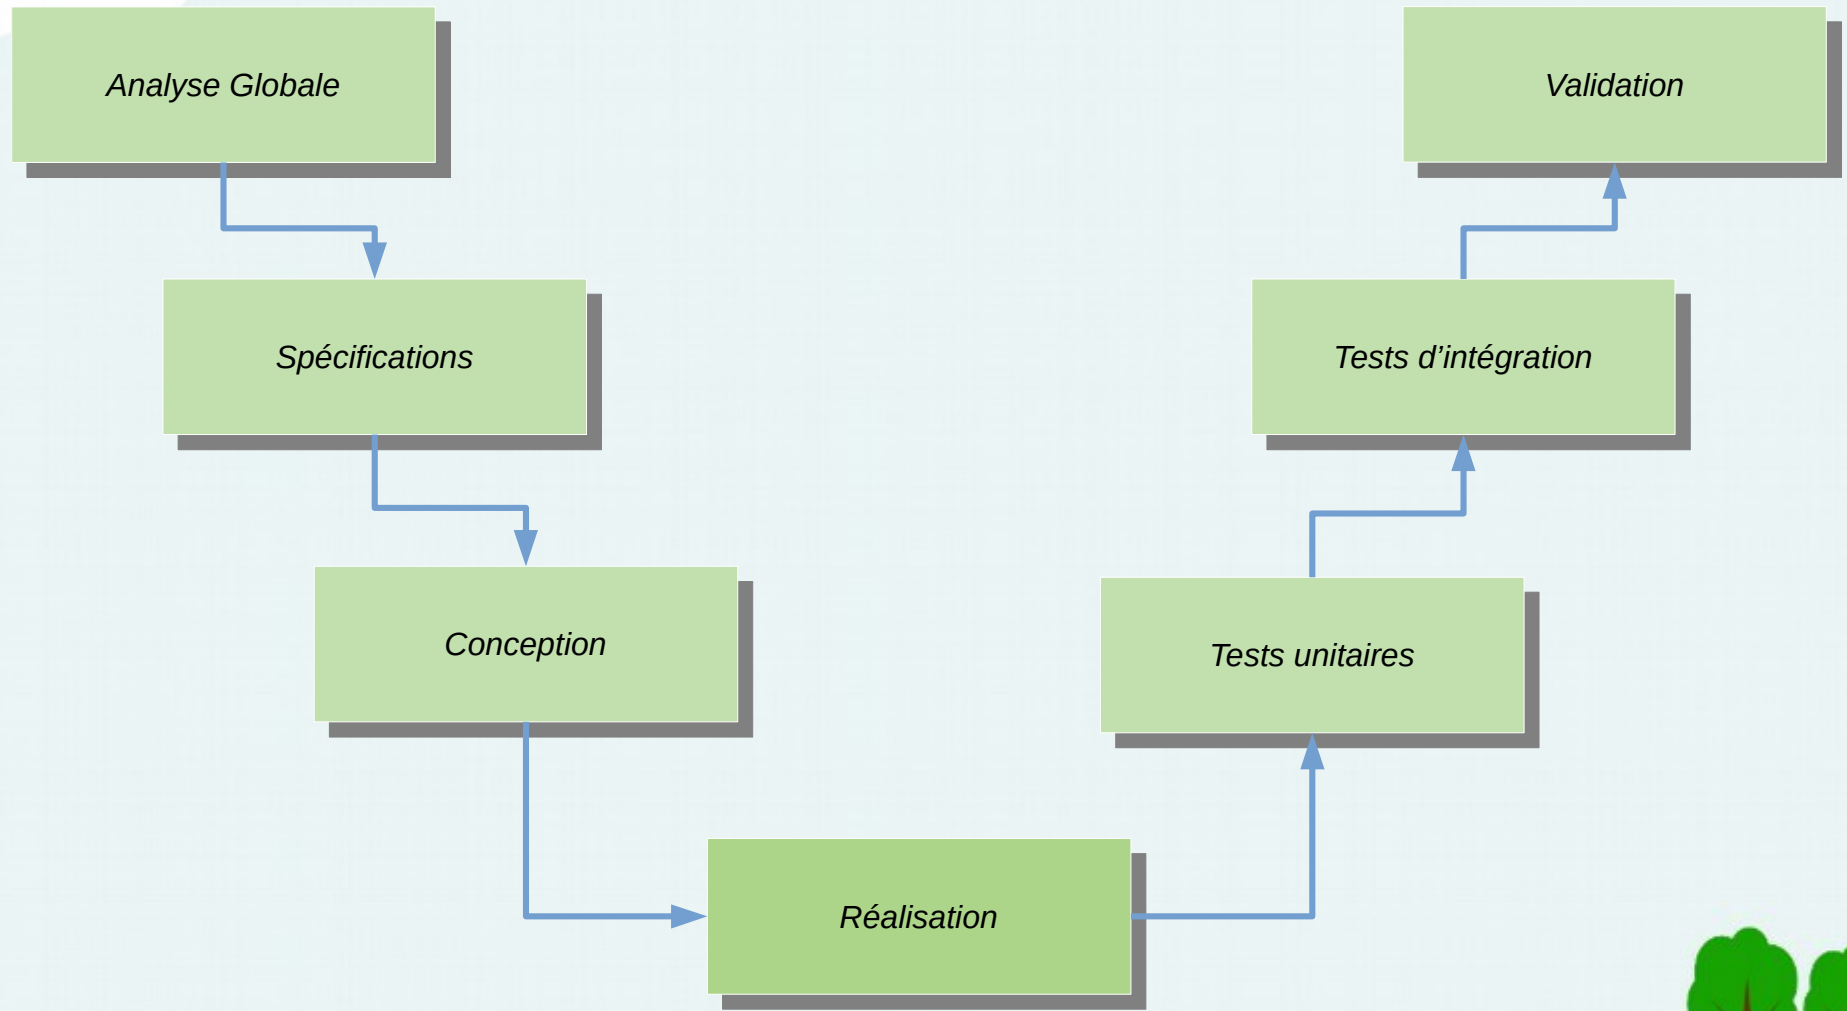 Analyse Globale
Validation
Spécifications
Tests d’intégration
Conception
Tests unitaires
Réalisation